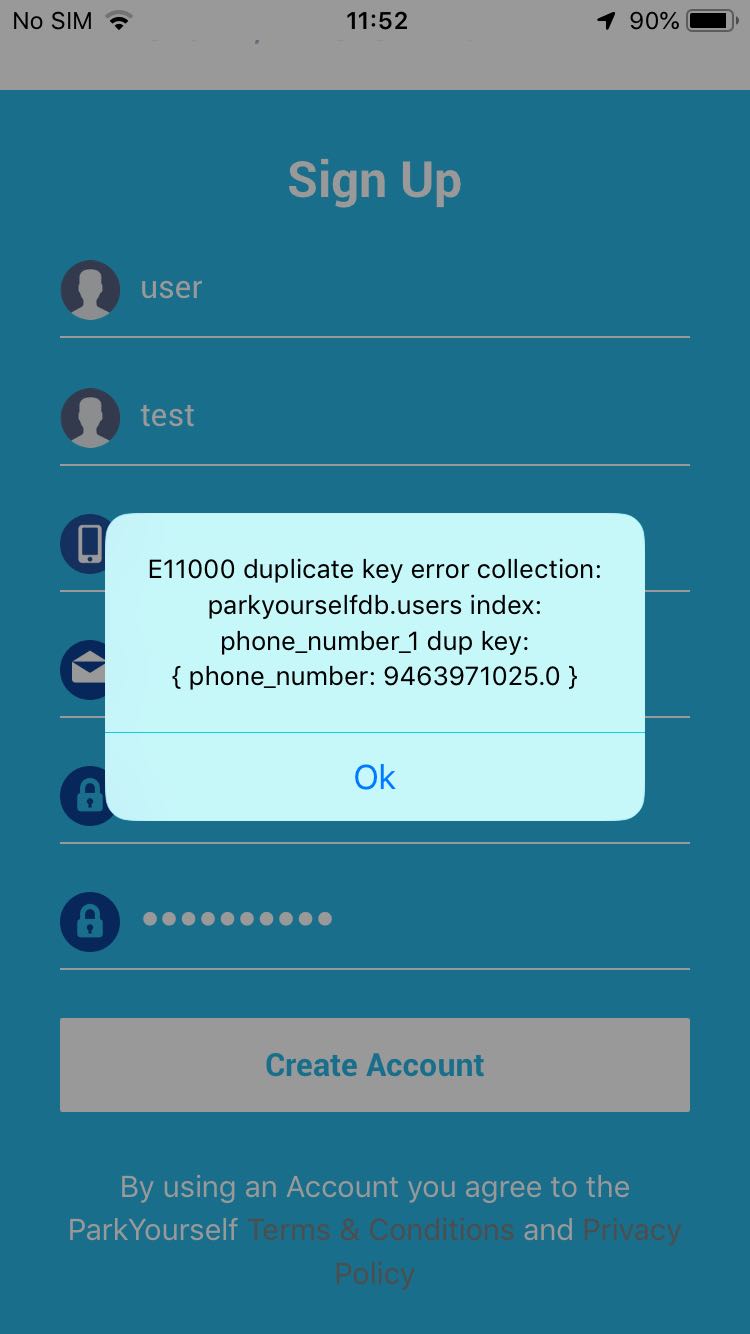 No SIM 11:52 90%
Sign Up
user
test
E11000 duplicate key error collection:
parkyourselfdb.users index:
phone_number_1 dup key:
{ phone_number: 9463971025.0 }
Ok
••••••••••
Create Account
By using an Account you agree to the
ParkYourself Terms & Conditions and Privacy
Policy